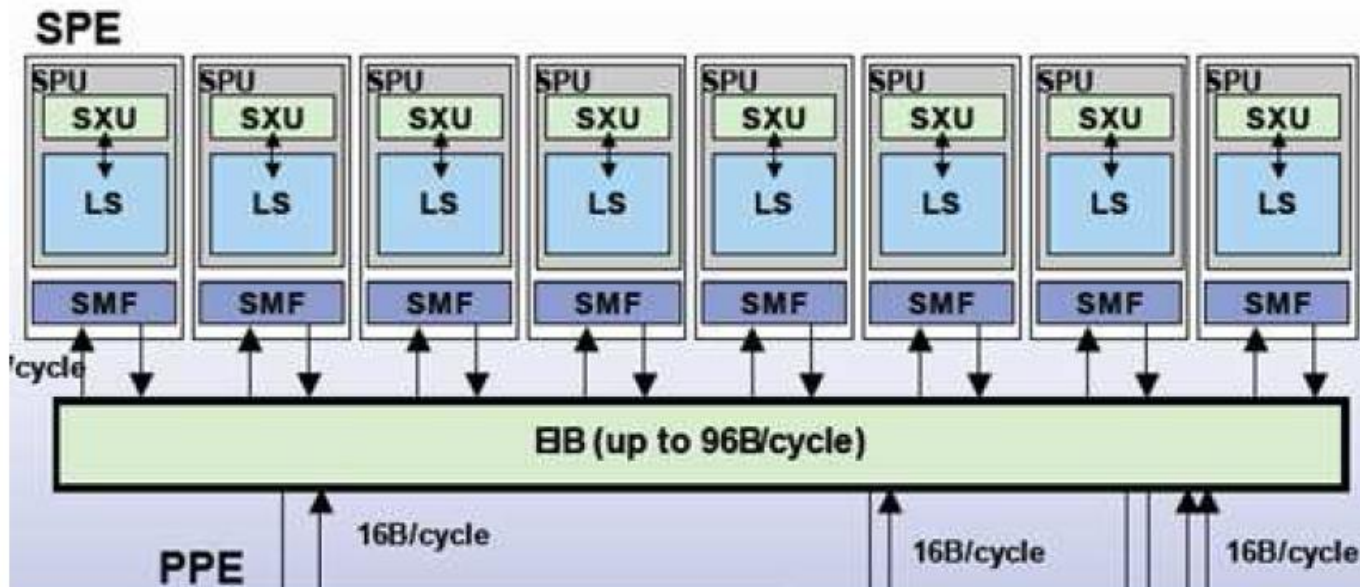 SPE
SPU SPU SPU SPU SPU SPU SPU SPU
SXU SXU SXU SXU SXU SXU SXU SXU
LS LS LS LS LS LS LS LS
SMF SMF SMF SMF SMF SMF SMF SMF
/cycle
EIB (up to 96B/cycle)
16B/cycle
16B/cycle 16B/cycle
PPE